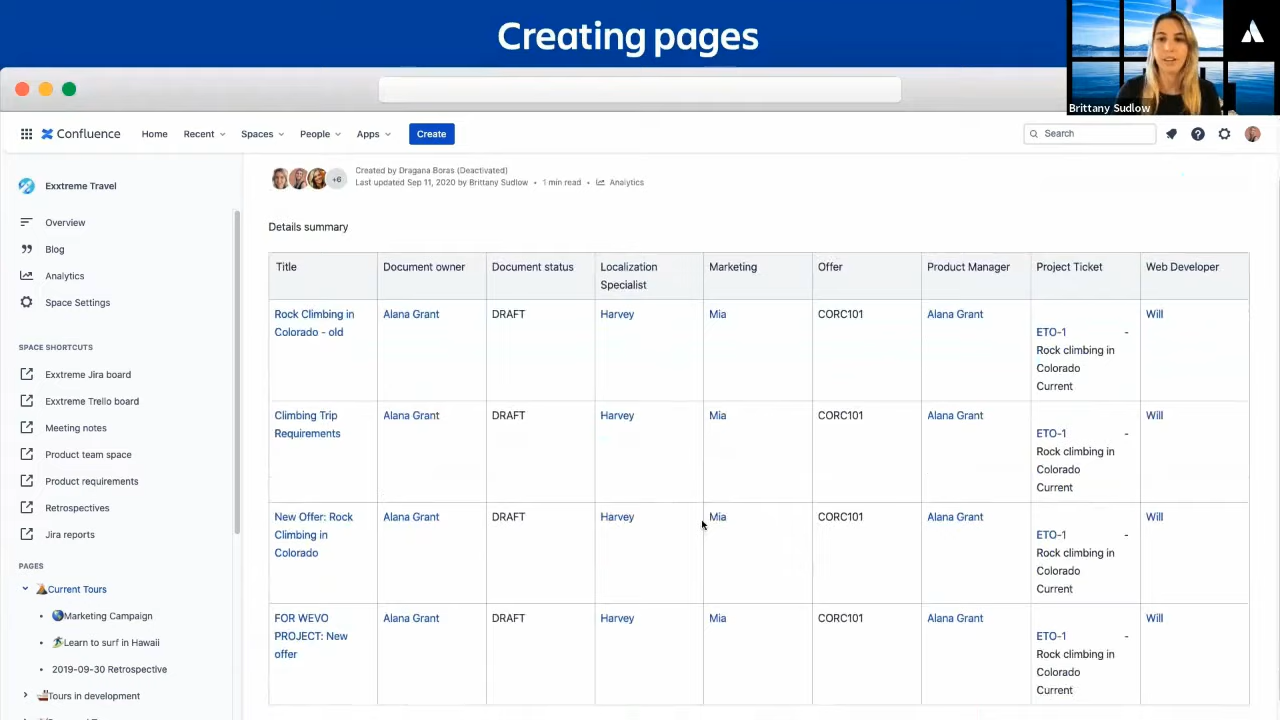 Creating pages
Brittany Sudlow
Confluence
Home
Recent
Spaces
People
Apps
Create
Search
Exxtreme Travel
Overview
Blog
Analytics
Space Settings
SPACE SHORTCUTS
Exxtreme Jira board
Exxtreme Trello board
Meeting notes
Product team space
Product requirements
Retrospectives
Jira reports
PAGES
Current Tours
Marketing Campaign
Learn to surf in Hawaii
2019-09-30 Retrospective
Tours in development
+6
Created by Dragana Boras (Deactivated)
Last updated Sep 11, 2020 by Brittany Sudlow • 1 min read • Analytics
Details summary
Title
Document owner
Document status
Localization
Specialist
Marketing
Offer
Product Manager
Project Ticket
Web Developer
Rock Climbing in
Colorado - old
Alana Grant
DRAFT
Harvey
Mia
CORC101
Alana Grant
ETO-1 -
Rock climbing in
Colorado
Current
Will
Climbing Trip
Requirements
Alana Grant
DRAFT
Harvey
Mia
CORC101
Alana Grant
ETO-1 -
Rock climbing in
Colorado
Current
Will
New Offer: Rock
Climbing in
Colorado
Alana Grant
DRAFT
Harvey
Mia
CORC101
Alana Grant
ETO-1 -
Rock climbing in
Colorado
Current
Will
FOR WEVO
PROJECT: New
offer
Alana Grant
DRAFT
Harvey
Mia
CORC101
Alana Grant
ETO-1 -
Rock climbing in
Colorado
Current
Will